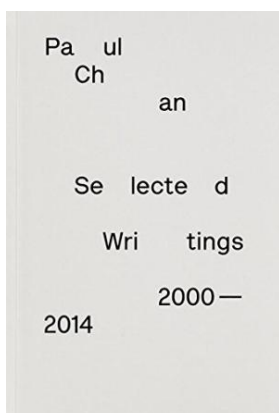 Pa ul
Ch
an
Se lecte d
Wri tings
2000—
2014